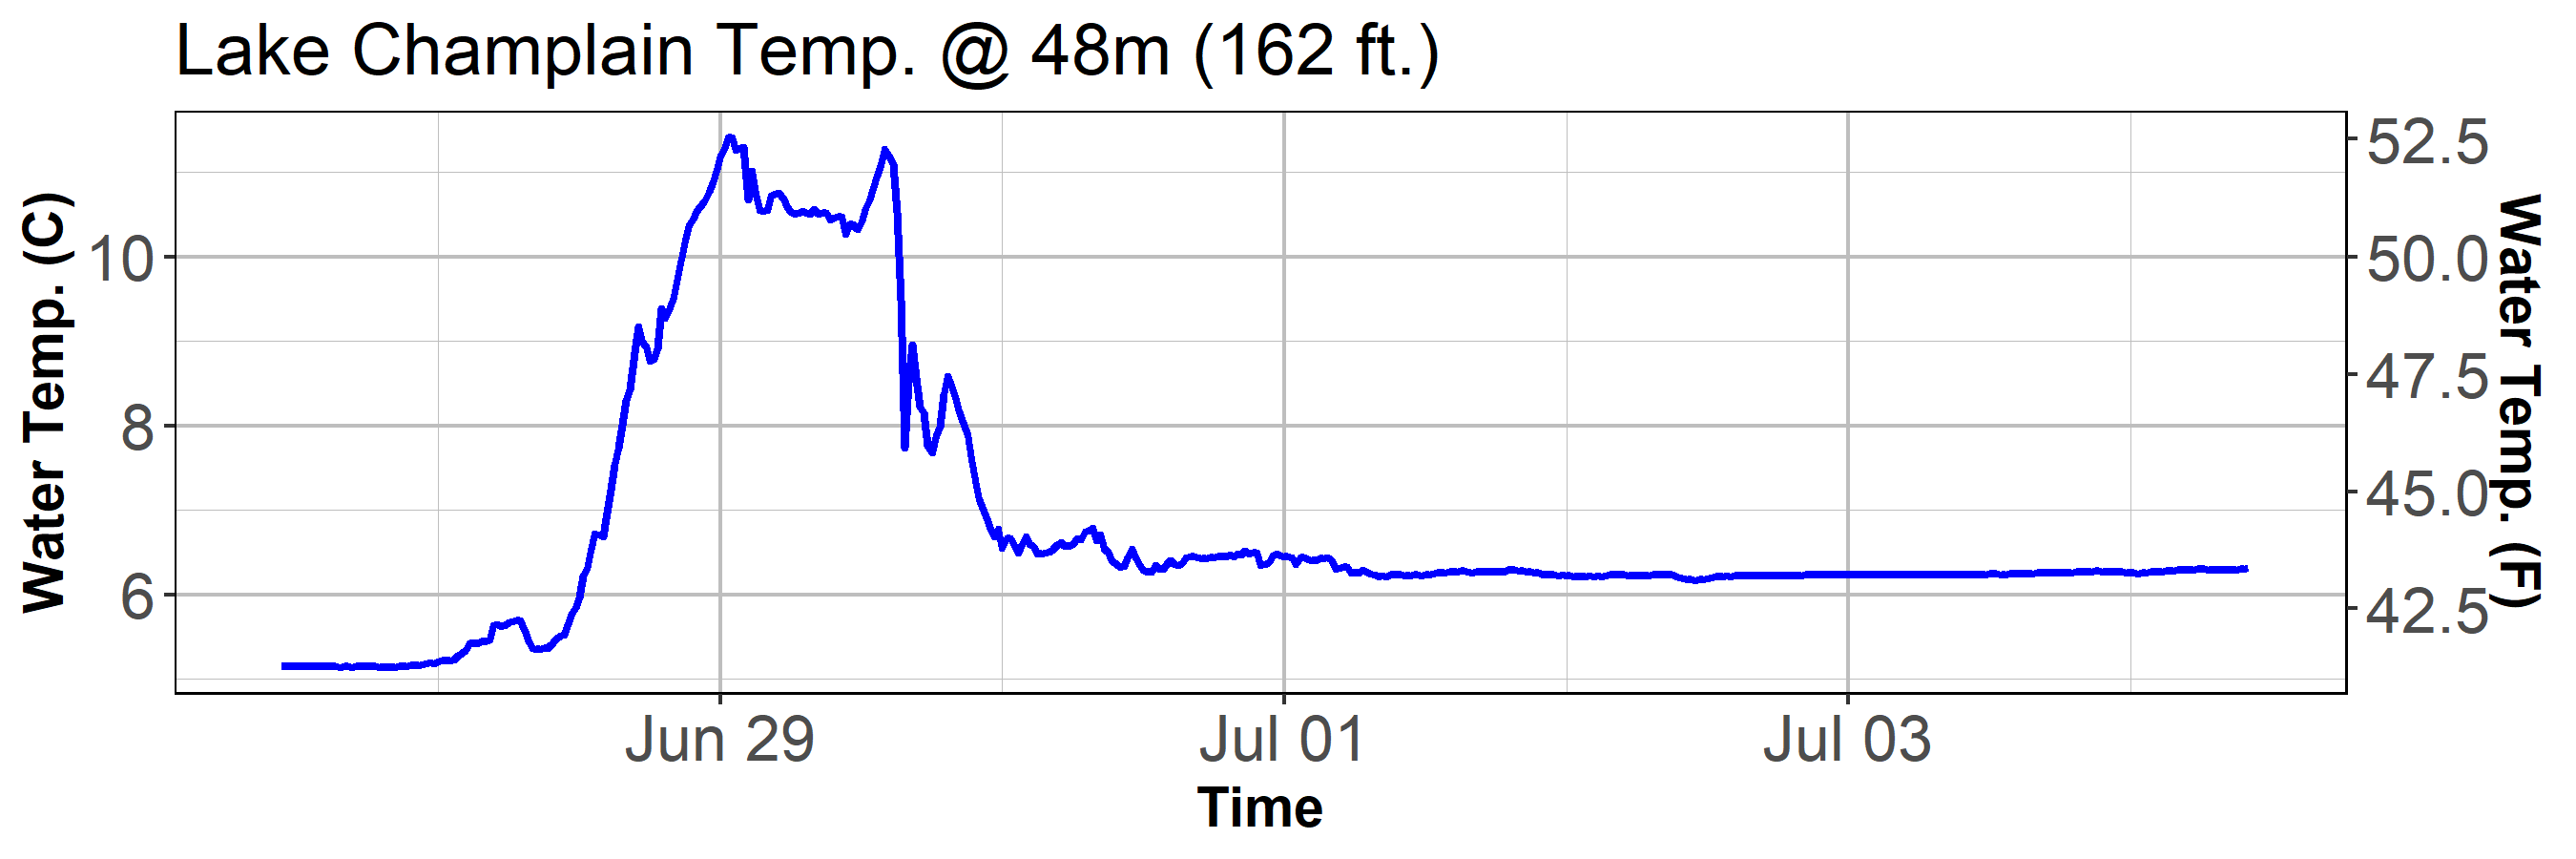 Lake Champlain Temp. @ 48m (162 ft.)
Water Temp. (C)
10
8
6
52.5
50.0
47.5
45.0
42.5
Water Temp. (F)
Jun 29
Jul 01
Jul 03
Time